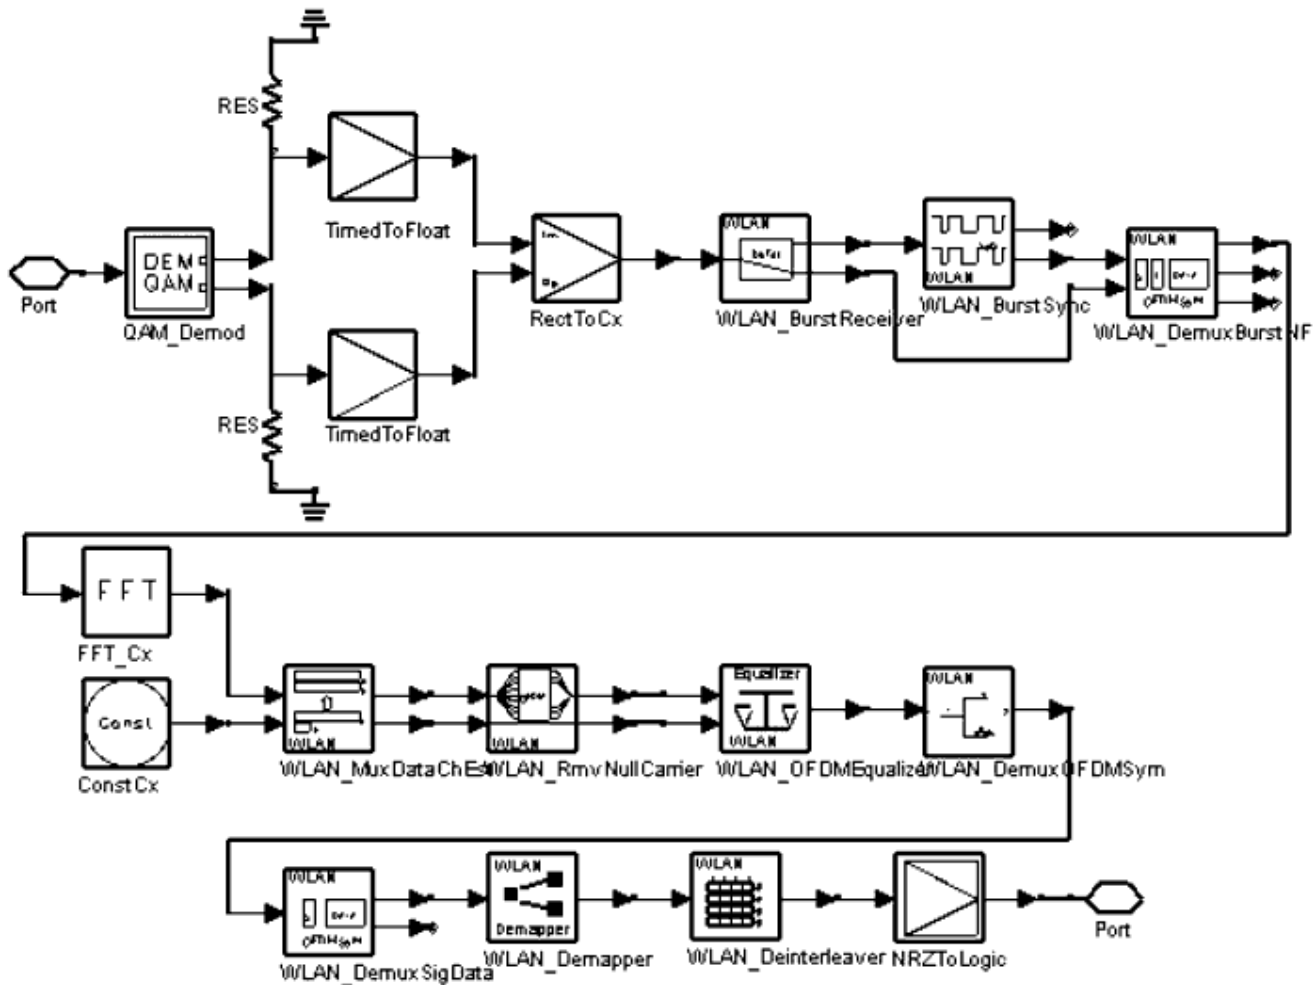 RES
TimedToFloat
DEM
QAM
Port
QAM_Demod
RES
TimedToFloat
RectToCx
WLAN
WLAN_BurstReceiver
WLAN
WLAN_BurstSync
WLAN
WLAN_DemuxBurstNF
FFT
FFT_Cx
Const
ConstCx
WLAN
WLAN_MuxDataChEst
WLAN
WLAN_RmvNullCarrier
Equalizer
WLAN
WLAN_OFDMEqualizer
WLAN
WLAN_DemuxOFDMSym
WLAN
WLAN_DemuxSigData
WLAN
Demapper
WLAN_Demapper
WLAN
WLAN_Deinterleaver
NRZToLogic
Port